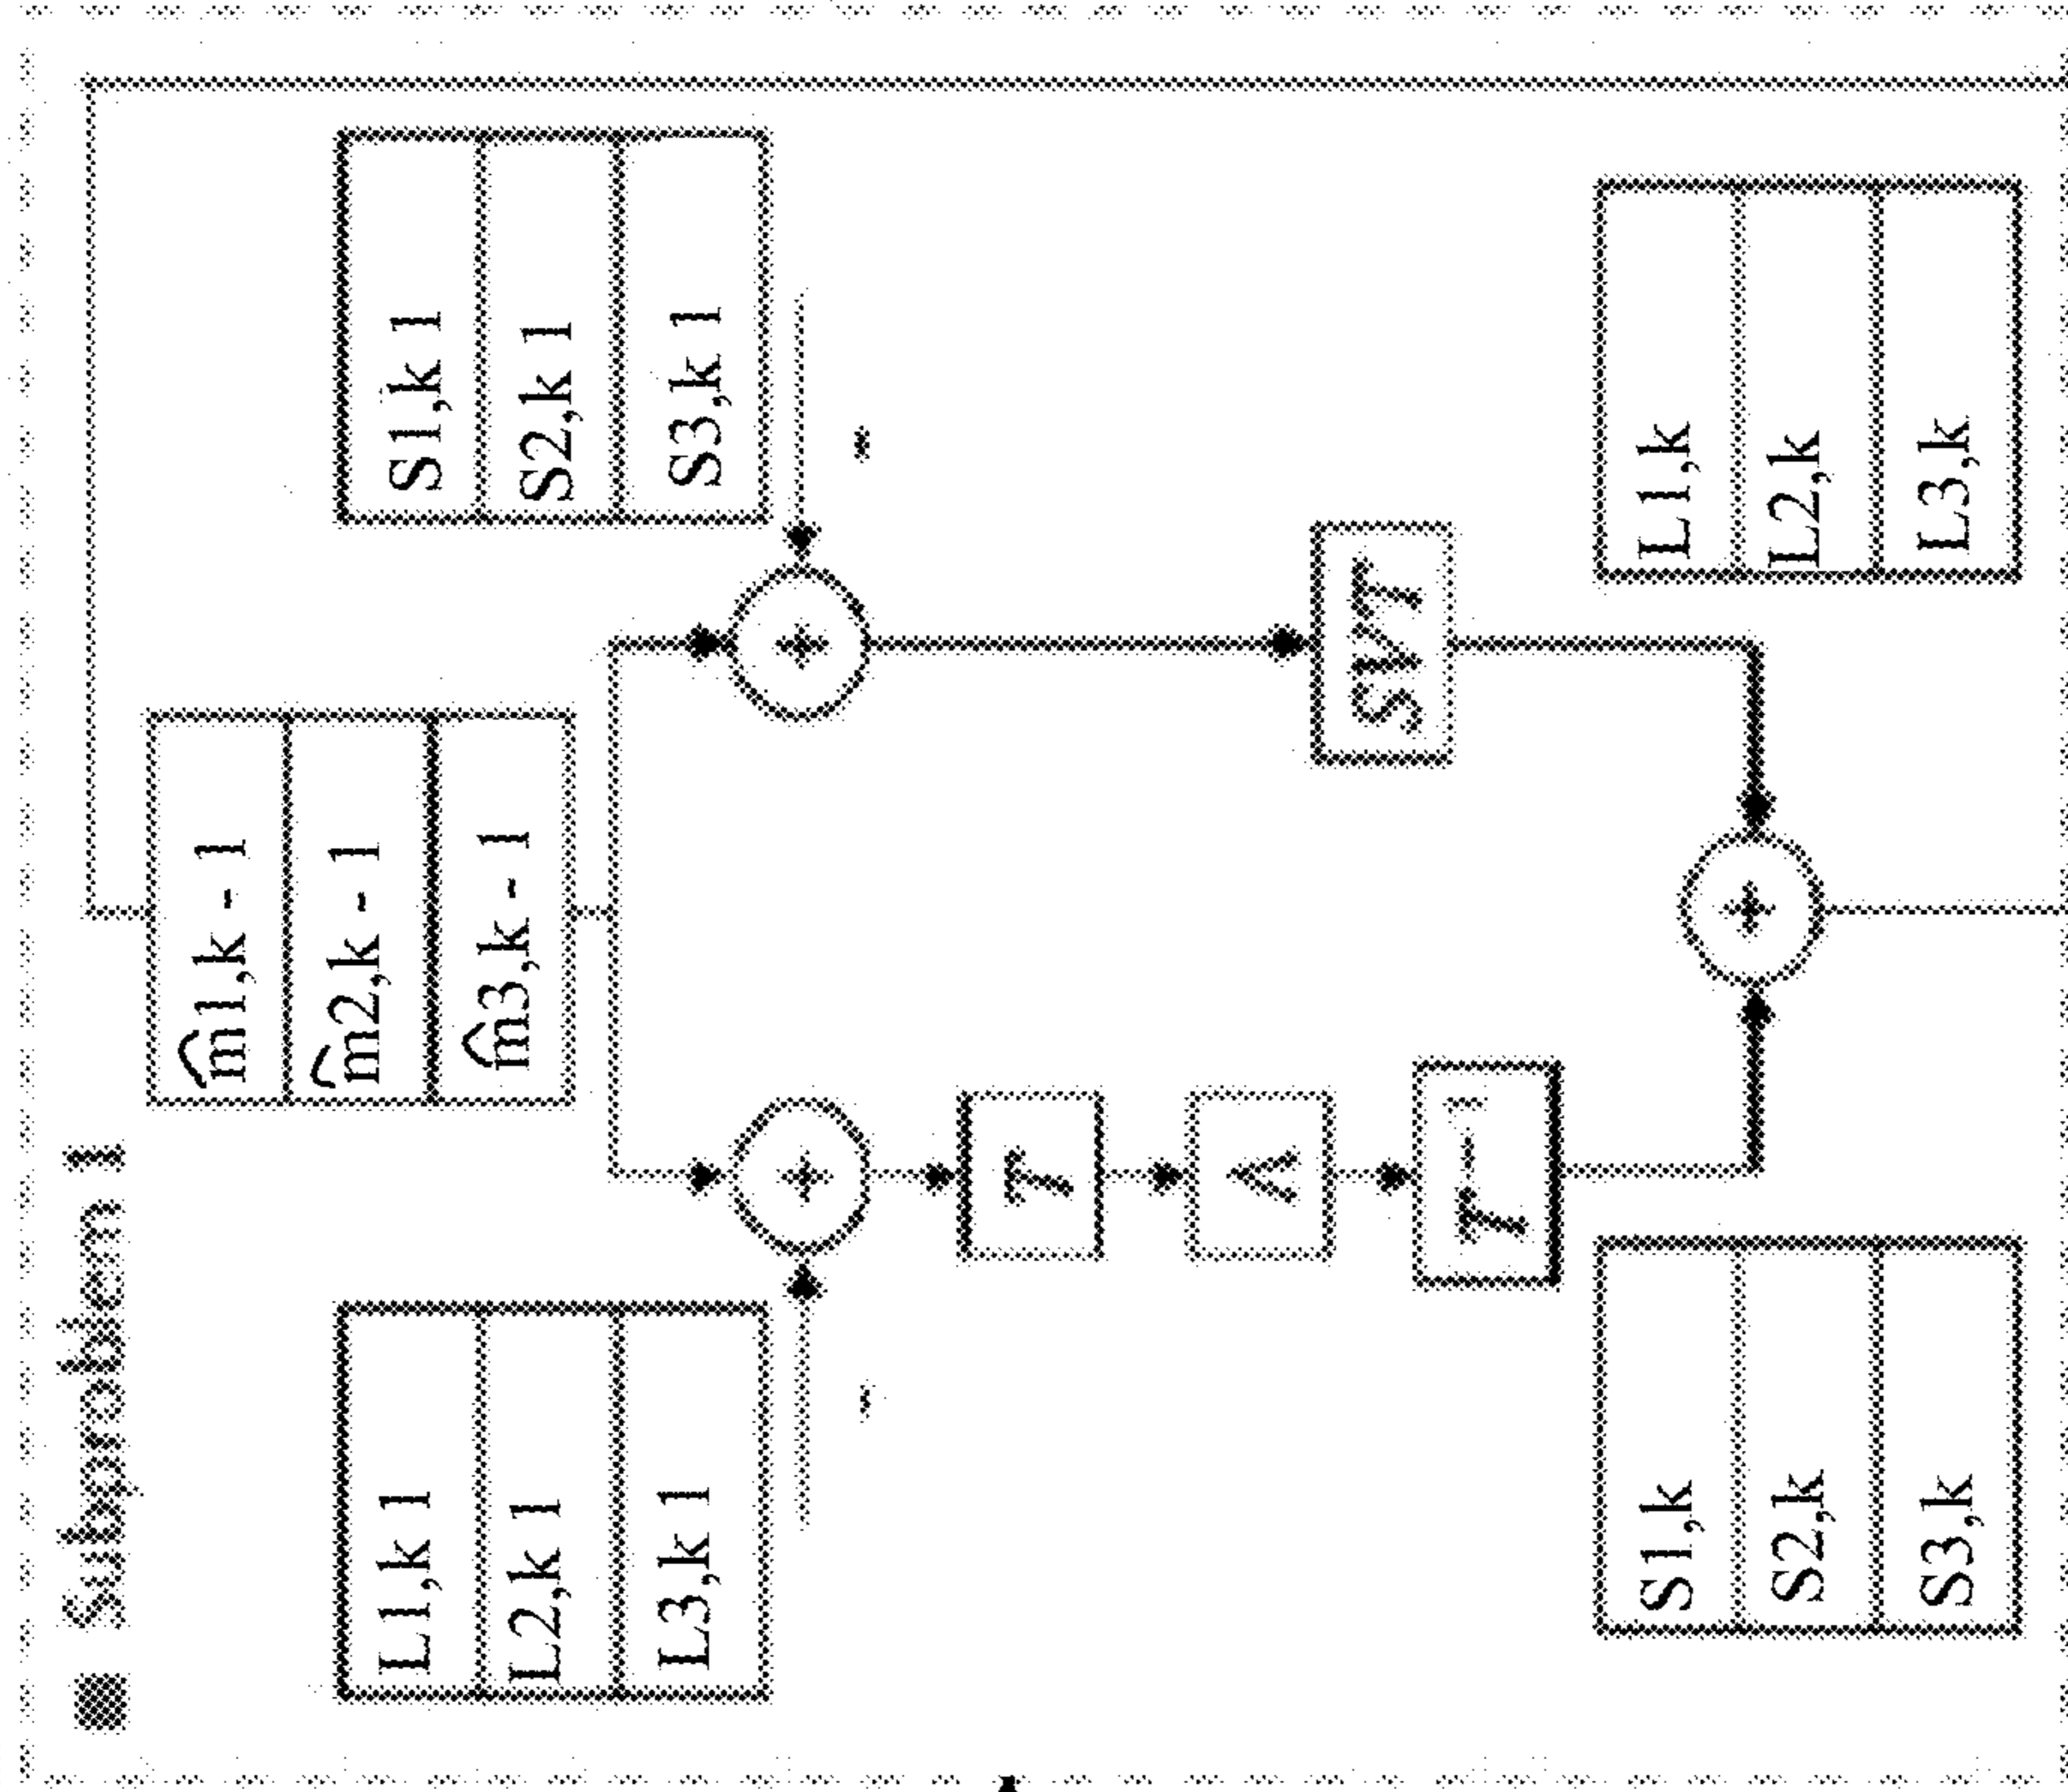 Subproblem 1
m̂1,k - 1
m̂2,k - 1
m̂3,k - 1
L1,k 1
L2,k 1
L3,k 1
S1,k 1
S2,k 1
S3,k 1
+
+
-
-
T
Λ
T⁻¹
SVT
S1,k
S2,k
S3,k
+
L1,k
L2,k
L3,k